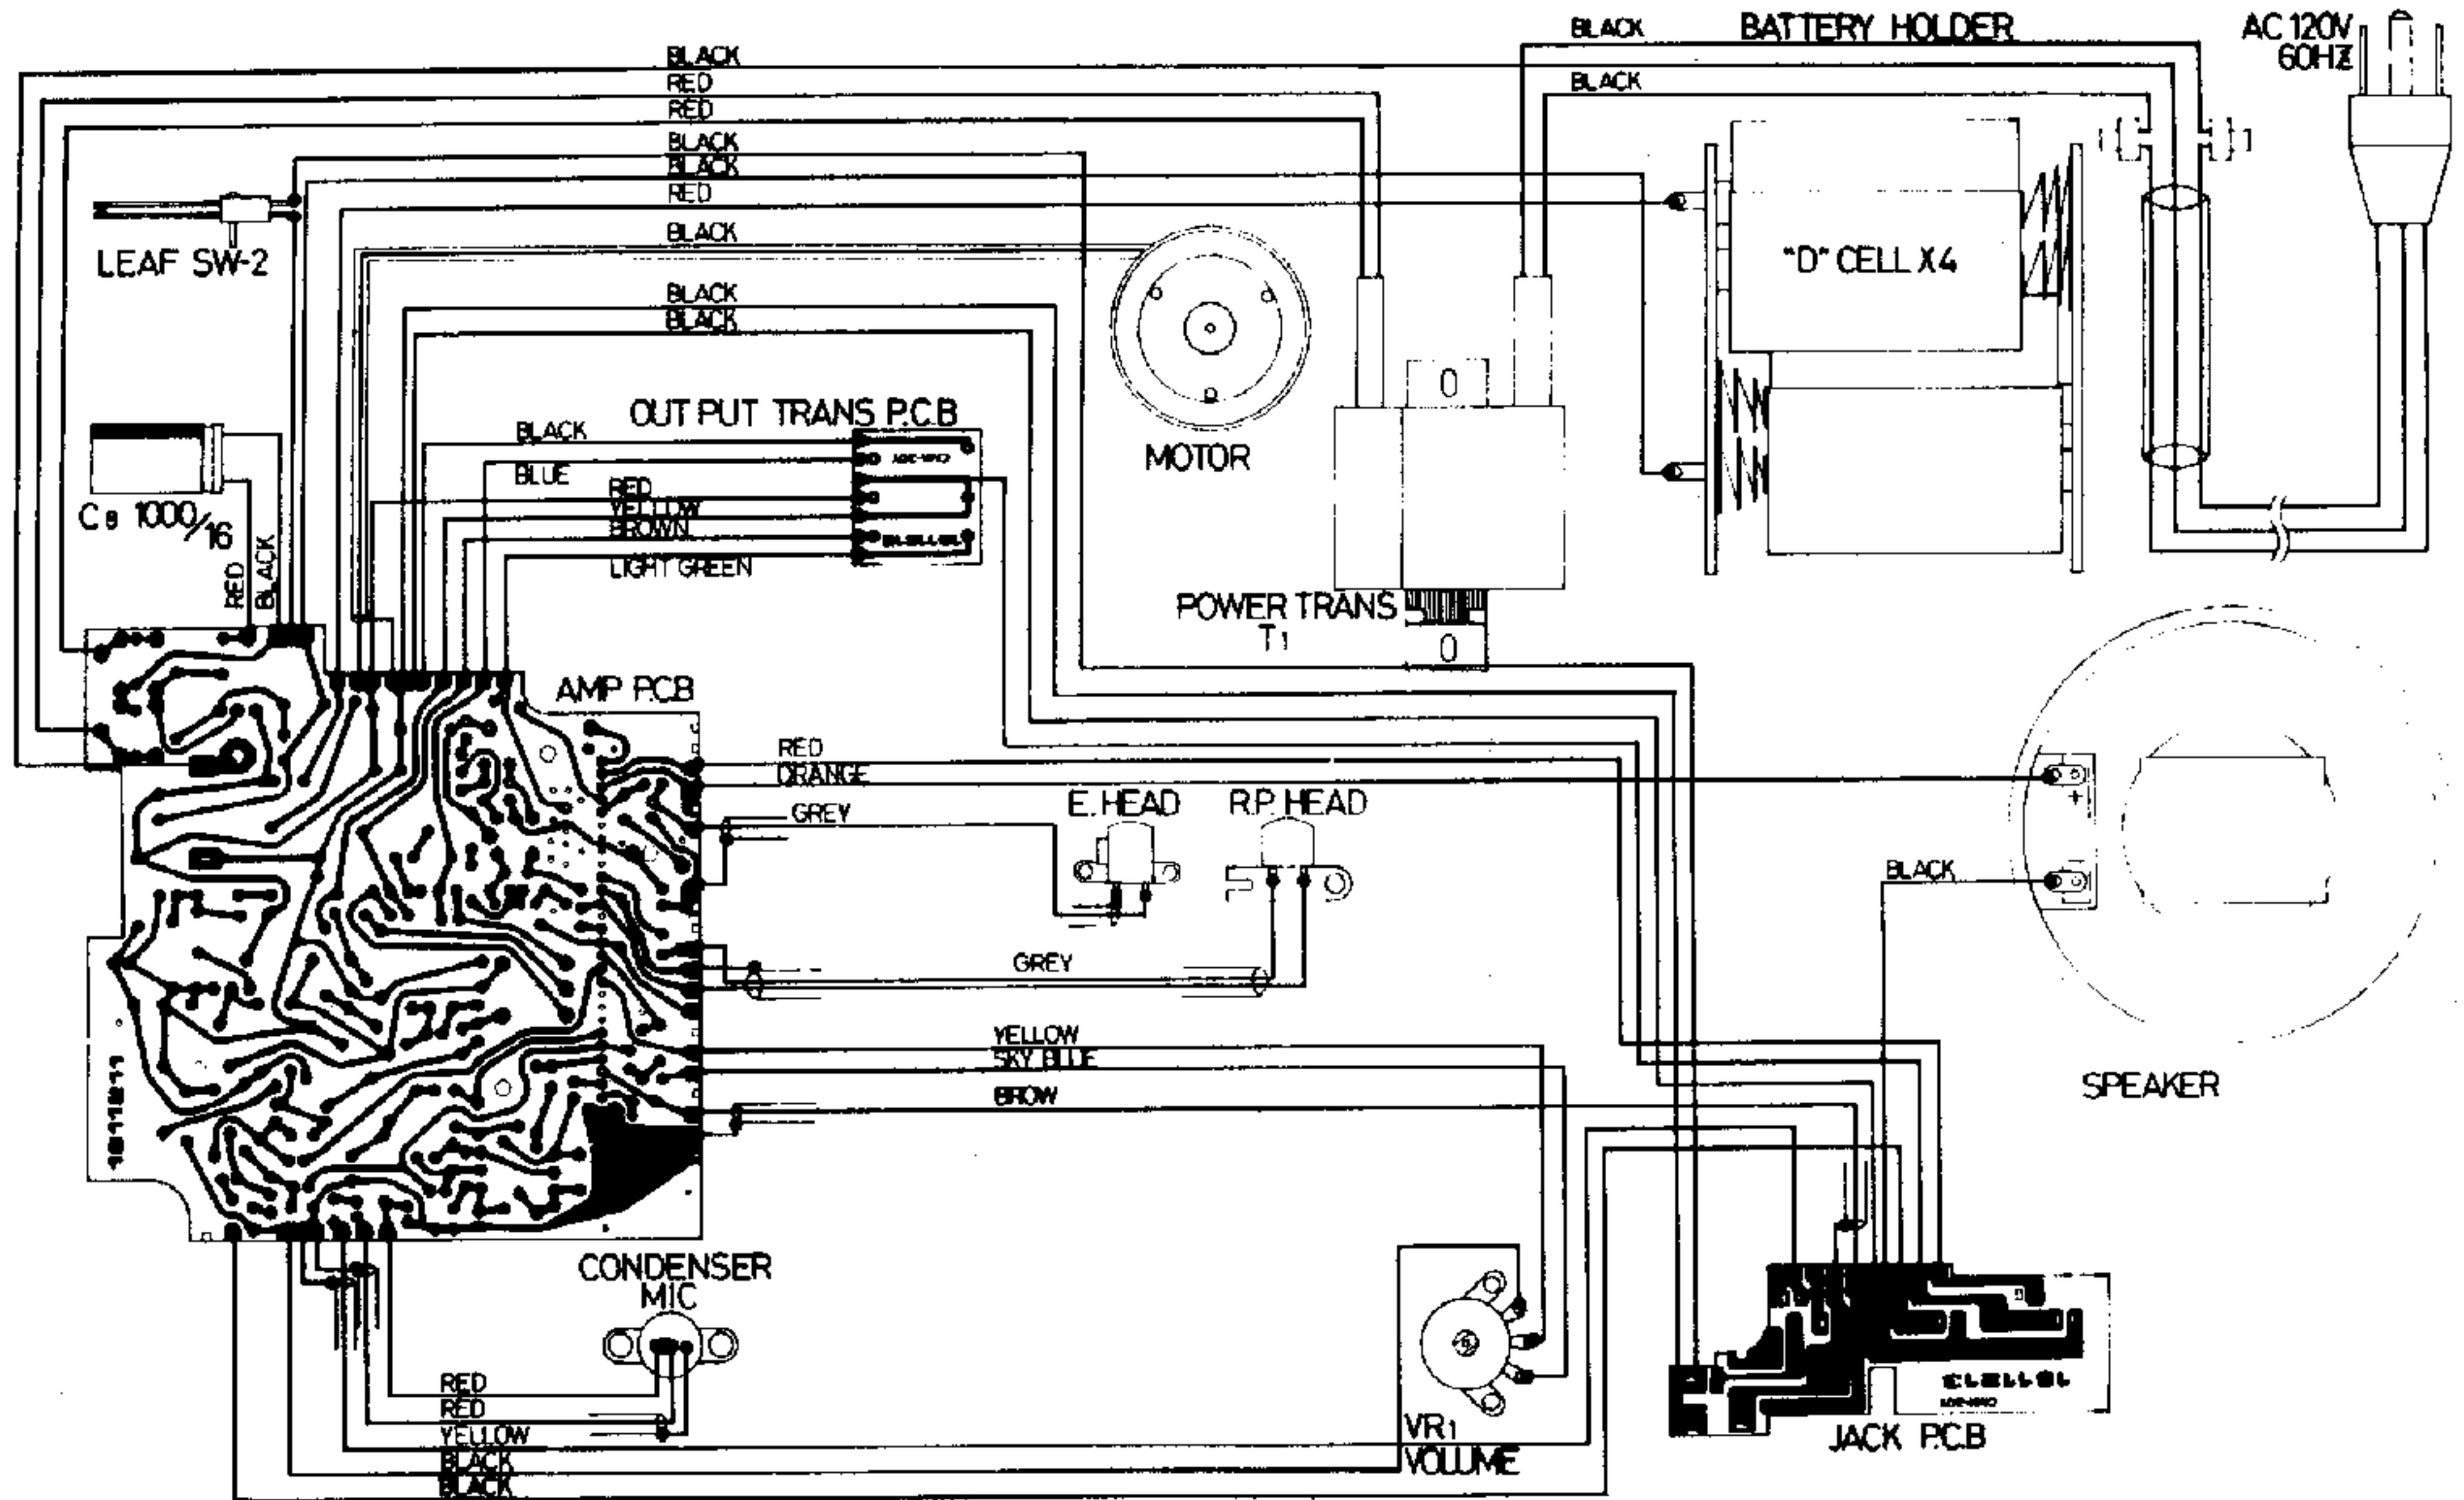 BLACK
BATTERY HOLDER
AC 120V
60HZ
BLACK
RED
BLACK
RED
BLACK
BLACK
RED
LEAF SW-2
BLACK
"D" CELL X4
BLACK
BLACK
OUT PUT TRANS P.C.B
BLACK
MOTOR
BLUE
RED
YELLOW
BROWN
LIGHT GREEN
C8 1000/16
RED
BLACK
POWER TRANS
T1
AMP P.C.B
RED
ORANGE
GREY
E. HEAD
R.P. HEAD
BLACK
GREY
YELLOW
SKY BLUE
BROW
SPEAKER
CONDENSER
MIC
RED
RED
YELLOW
BLACK
BLACK
VR1
VOLUME
JACK P.C.B